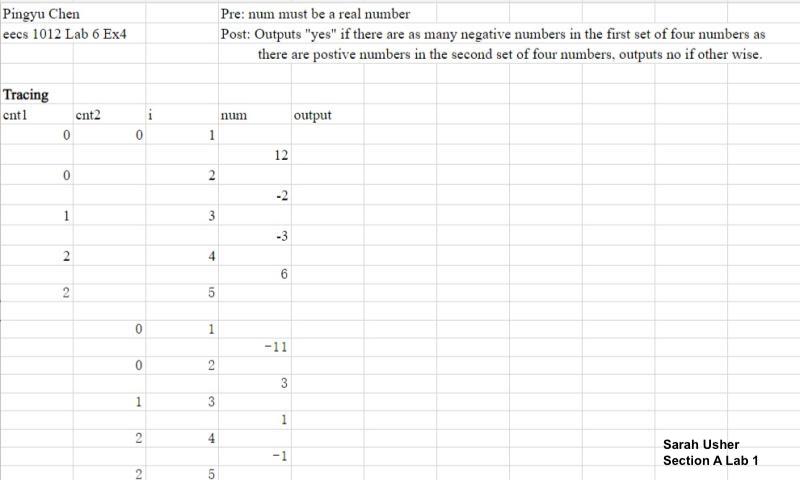 Pingyu Chen Pre: num must be a real number
eecs 1012 Lab 6 Ex4 Post: Outputs "yes" if there are as many negative numbers in the first set of four numbers as
there are postive numbers in the second set of four numbers, outputs no if other wise.
Tracing
cnt1 cnt2 i num output
0 0 1
12
0 2
-2
1 3
-3
2 4
6
2 5
0 1
-11
0 2
3
1 3
1
2 4
-1
2 5
Sarah Usher
Section A Lab 1